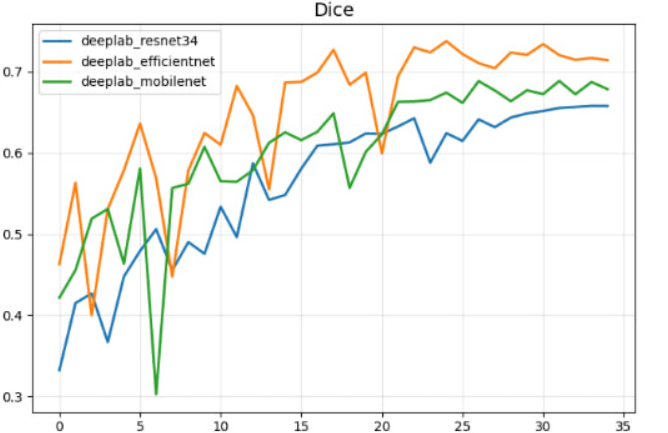 Dice
deeplab_resnet34
deeplab_efficientnet
deeplab_mobilenet
0.7
0.6
0.5
0.4
0.3
0 5 10 15 20 25 30 35